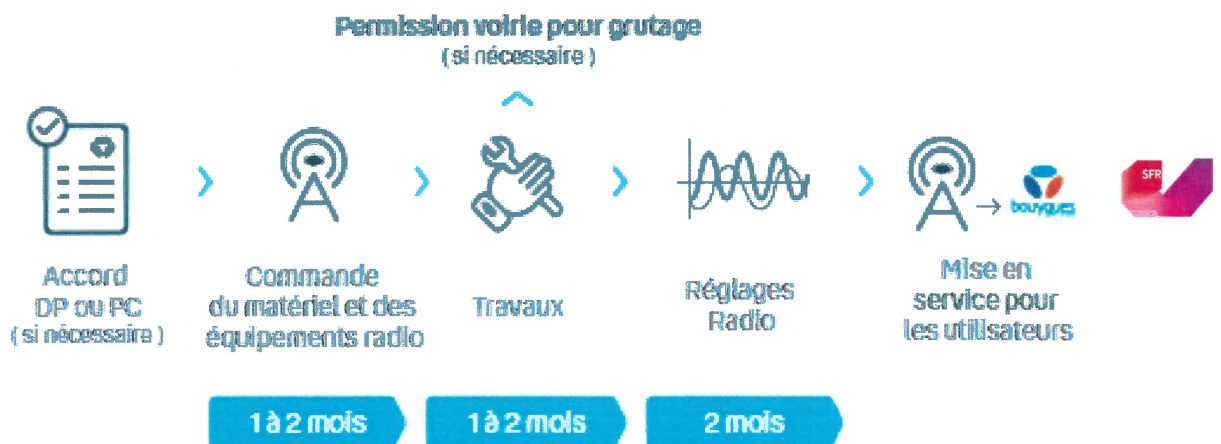 Permission voirie pour grutage
( si nécessaire )
Accord
DP ou PC
( si nécessaire )
Commande
du matériel et des
équipements radio
Travaux
Réglages
Radio
bouygues
SFR
Mise en
service pour
les utilisateurs
1 à 2 mois
1 à 2 mois
2 mois